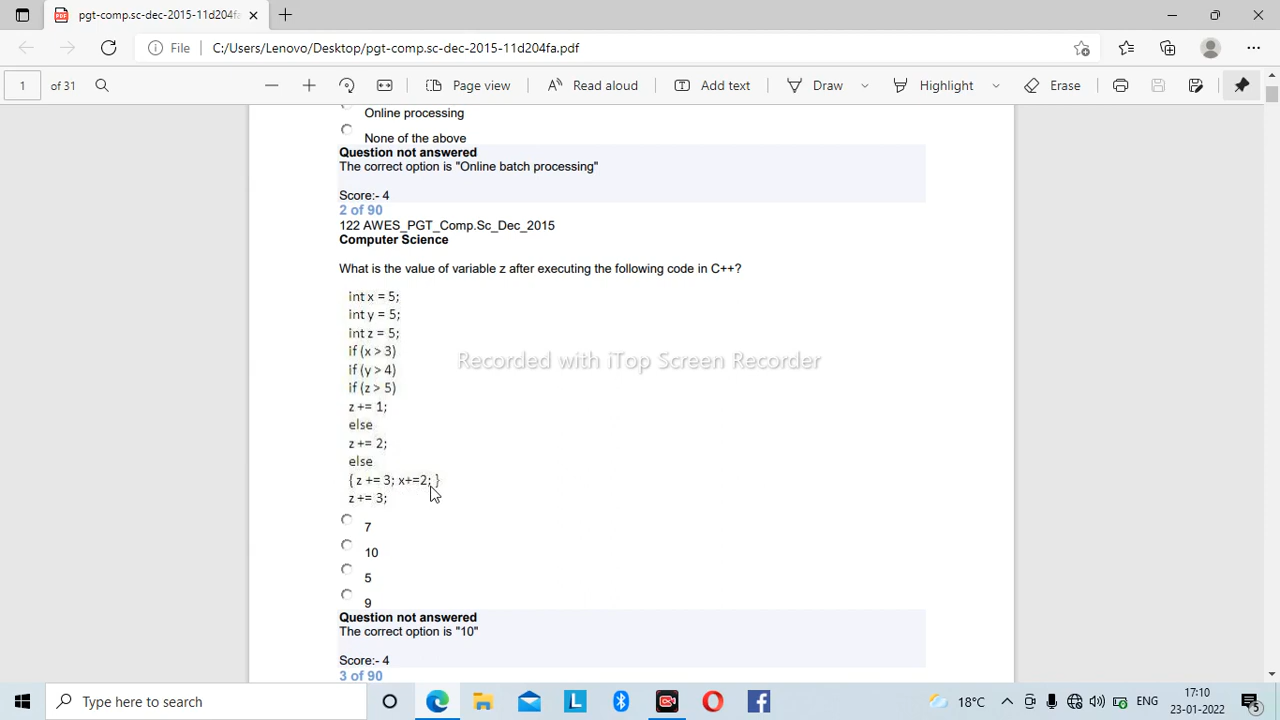 pgt-comp.sc-dec-2015-11d204fa.
File
C:/Users/Lenovo/Desktop/pgt-comp.sc-dec-2015-11d204fa.pdf
1 of 31
Page view
Read aloud
Add text
Draw
Highlight
Erase
Online processing
None of the above
Question not answered
The correct option is "Online batch processing"
Score:- 4
2 of 90
122 AWES_PGT_Comp.Sc_Dec_2015
Computer Science
What is the value of variable z after executing the following code in C++?
int x = 5;
int y = 5;
int z = 5;
if (x > 3)
Recorded with iTop Screen Recorder
if (y > 4)
if (z > 5)
z += 1;
else
z += 2;
else
{ z += 3; x+=2; }
z += 3;
7
10
5
9
Question not answered
The correct option is "10"
Score:- 4
3 of 90
Type here to search
L
18°C
ENG
17:10
23-01-2022
5